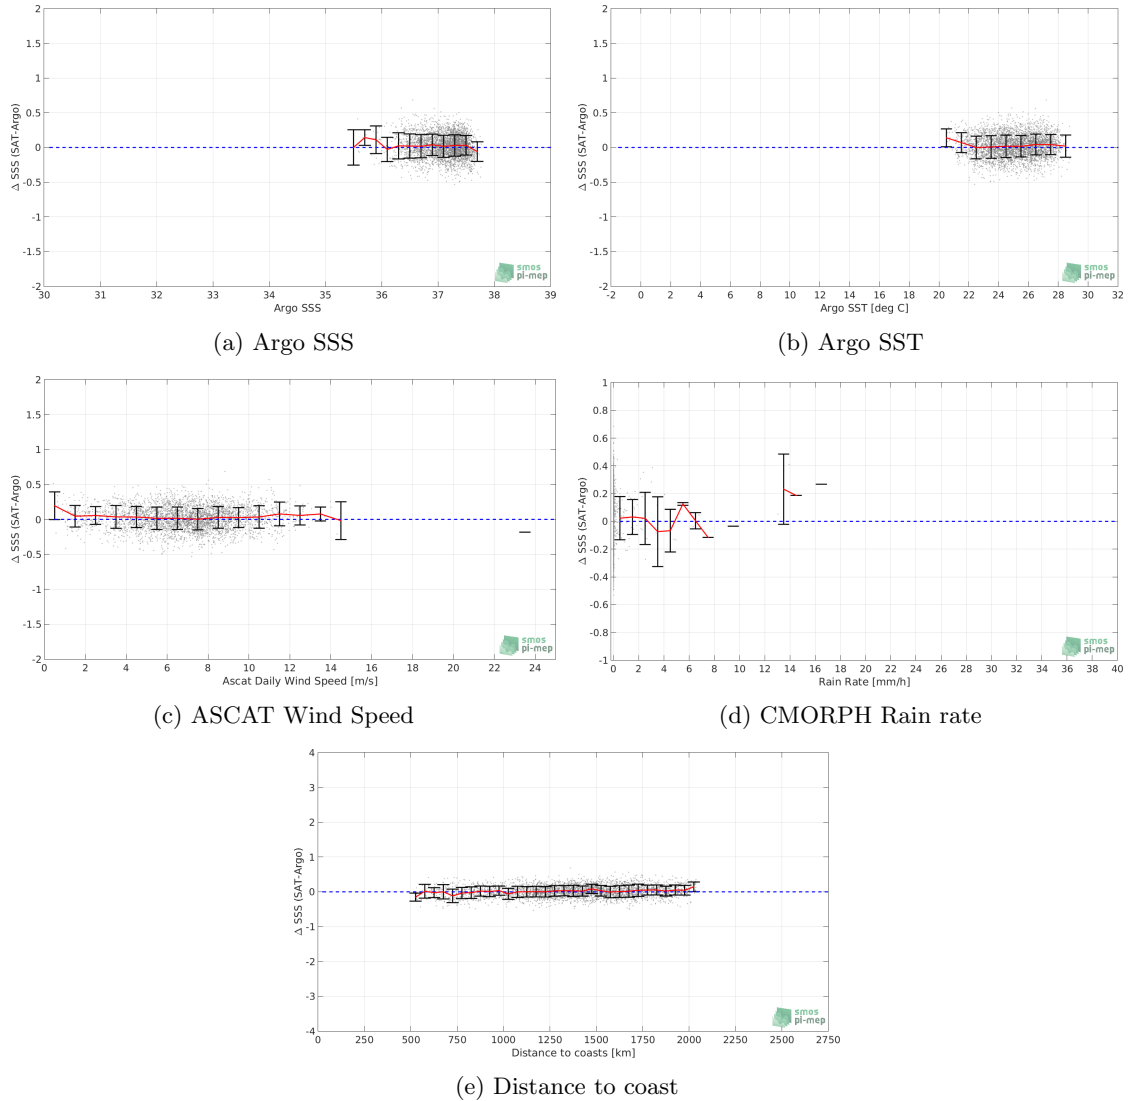 2
1.5
1
0.5
0
-0.5
-1
-1.5
-2
Δ SSS (SAT-Argo)
30 31 32 33 34 35 36 37 38 39
Argo SSS
smos
pi-mep
(a) Argo SSS
2
1.5
1
0.5
0
-0.5
-1
-1.5
-2
Δ SSS (SAT-Argo)
-2 0 2 4 6 8 10 12 14 16 18 20 22 24 26 28 30 32
Argo SST [deg C]
smos
pi-mep
(b) Argo SST
2
1.5
1
0.5
0
-0.5
-1
-1.5
-2
Δ SSS (SAT-Argo)
0 2 4 6 8 10 12 14 16 18 20 22 24
Ascat Daily Wind Speed [m/s]
smos
pi-mep
(c) ASCAT Wind Speed
1
0.8
0.6
0.4
0.2
0
-0.2
-0.4
-0.6
-0.8
-1
Δ SSS (SAT-Argo)
0 2 4 6 8 10 12 14 16 18 20 22 24 26 28 30 32 34 36 38 40
Rain Rate [mm/h]
smos
pi-mep
(d) CMORPH Rain rate
4
3
2
1
0
-1
-2
-3
-4
Δ SSS (SAT-Argo)
0 250 500 750 1000 1250 1500 1750 2000 2250 2500 2750
Distance to coasts [km]
smos
pi-mep
(e) Distance to coast